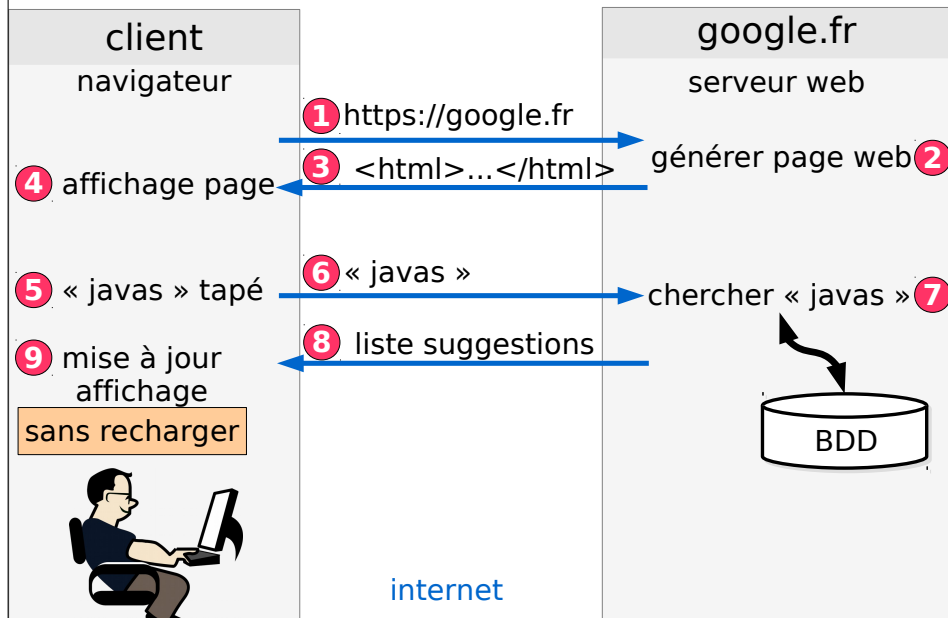 client
google.fr
navigateur
serveur web
1 https://google.fr
générer page web 2
3 <html>...</html>
4 affichage page
5 « javas » tapé
6 « javas »
chercher « javas » 7
8 liste suggestions
9 mise à jour
affichage
sans recharger
BDD
internet